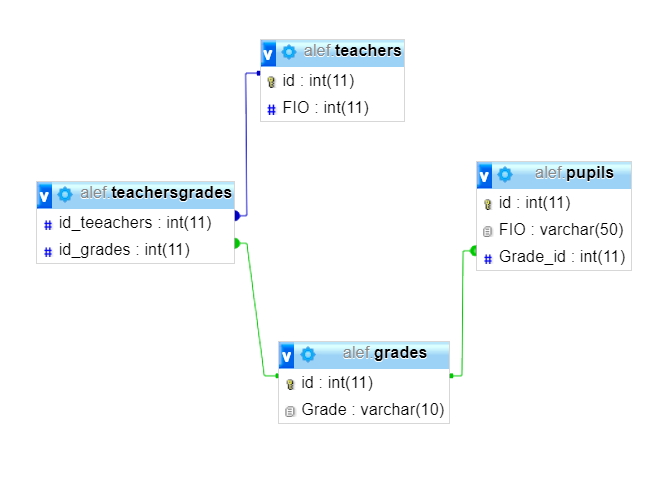 v alef.teachers
id : int(11)
# FIO : int(11)
v alef.teachersgrades
# id_teeachers : int(11)
# id_grades : int(11)
v alef.pupils
id : int(11)
FIO : varchar(50)
# Grade_id : int(11)
v alef.grades
id : int(11)
Grade : varchar(10)